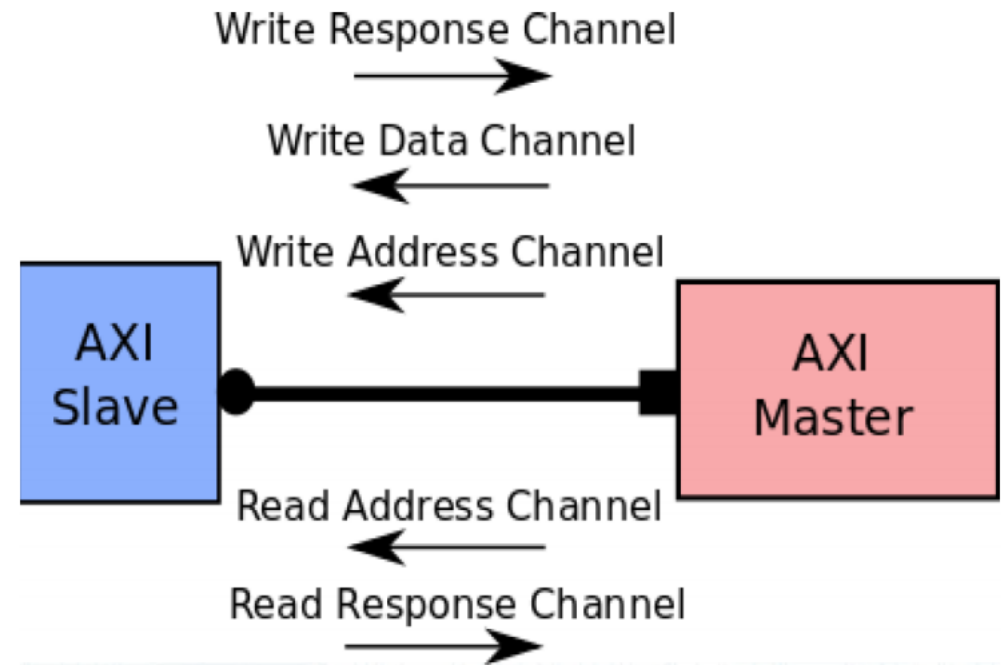 Write Response Channel
Write Data Channel
Write Address Channel
AXI
Slave
AXI
Master
Read Address Channel
Read Response Channel